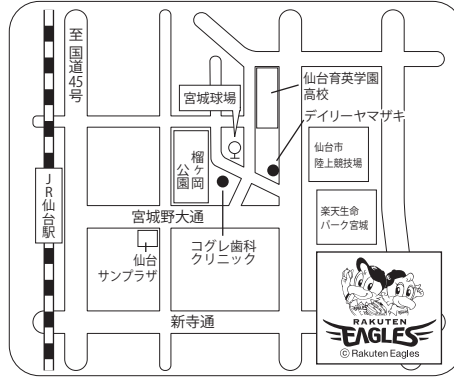 至 国道45号
仙台育英学園
高校
宮城球場
デイリーヤマザキ
榴ヶ岡
公園
仙台市
陸上競技場
JR仙台駅
楽天生命
パーク宮城
宮城野大通
コグレ歯科
クリニック
仙台
サンプラザ
新寺通
RAKUTEN
EAGLES
© Rakuten Eagles